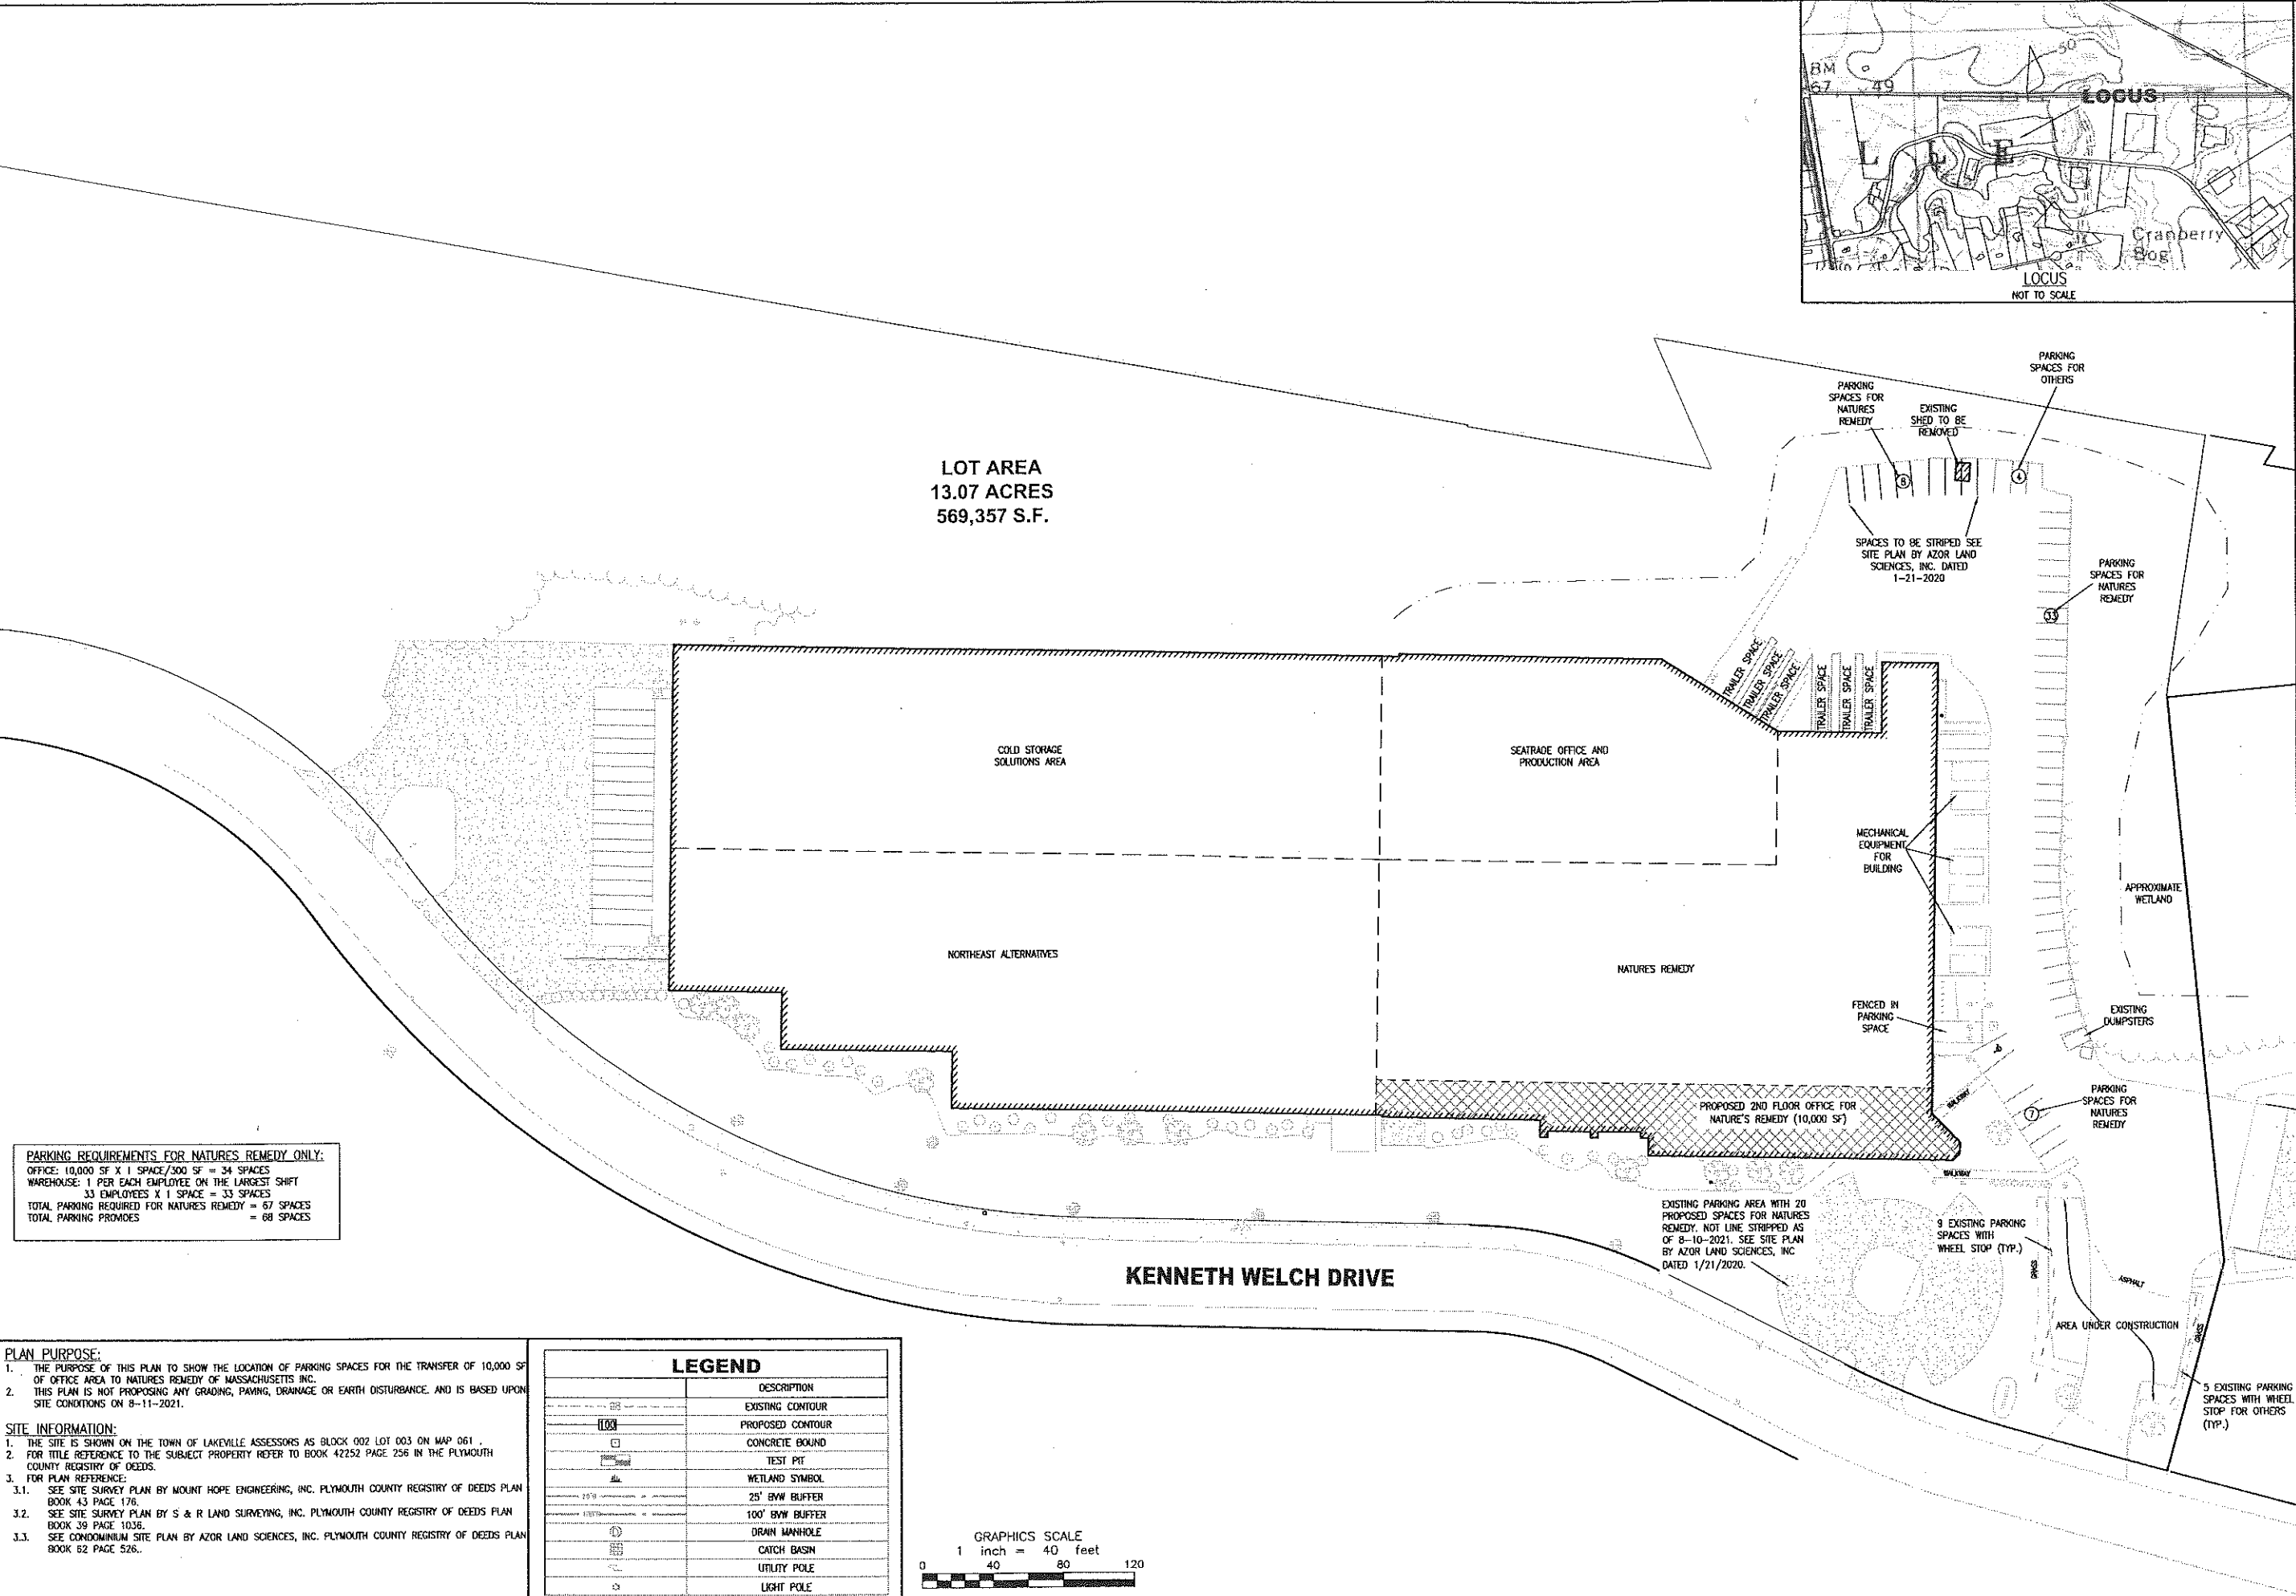 BM
67
49
50
LOCUS
L L E
Cranberry
Bog
LOCUS
NOT TO SCALE
PARKING
SPACES FOR
OTHERS
PARKING
SPACES FOR
NATURES
REMEDY
EXISTING
SHED TO BE
REMOVED
8
4
LOT AREA
13.07 ACRES
569,357 S.F.
SPACES TO BE STRIPED SEE
SITE PLAN BY AZOR LAND
SCIENCES, INC. DATED
1-21-2020
PARKING
SPACES FOR
NATURES
REMEDY
33
TRAILER SPACE
TRAILER SPACE
TRAILER SPACE
TRAILER SPACE
TRAILER SPACE
TRAILER SPACE
COLD STORAGE
SOLUTIONS AREA
SEATRADE OFFICE AND
PRODUCTION AREA
MECHANICAL
EQUIPMENT
FOR
BUILDING
APPROXIMATE
WETLAND
NORTHEAST ALTERNATIVES
NATURE'S REMEDY
FENCED IN
PARKING
SPACE
EXISTING
DUMPSTERS
PROPOSED 2ND FLOOR OFFICE FOR
NATURE'S REMEDY (10,000 SF)
WALKWAY
PARKING
SPACES FOR
NATURES
REMEDY
7
WALKWAY
PARKING REQUIREMENTS FOR NATURES REMEDY ONLY:
OFFICE: 10,000 SF X 1 SPACE/300 SF = 34 SPACES
WAREHOUSE: 1 PER EACH EMPLOYEE ON THE LARGEST SHIFT
33 EMPLOYEES X 1 SPACE = 33 SPACES
TOTAL PARKING REQUIRED FOR NATURES REMEDY = 67 SPACES
TOTAL PARKING PROVIDES = 68 SPACES
EXISTING PARKING AREA WITH 20
PROPOSED SPACES FOR NATURES
REMEDY. NOT LINE STRIPPED AS
OF 8-10-2021. SEE SITE PLAN
BY AZOR LAND SCIENCES, INC
DATED 1/21/2020.
9 EXISTING PARKING
SPACES WITH
WHEEL STOP (TYP.)
GRASS
ASPHALT
GRASS
AREA UNDER CONSTRUCTION
KENNETH WELCH DRIVE
5 EXISTING PARKING
SPACES WITH WHEEL
STOP FOR OTHERS
(TYP.)
PLAN PURPOSE:
1. THE PURPOSE OF THIS PLAN TO SHOW THE LOCATION OF PARKING SPACES FOR THE TRANSFER OF 10,000 SF
OF OFFICE AREA TO NATURES REMEDY OF MASSACHUSETTS INC.
2. THIS PLAN IS NOT PROPOSING ANY GRADING, PAVING, DRAINAGE OR EARTH DISTURBANCE. AND IS BASED UPON
SITE CONDITIONS ON 8-11-2021.
SITE INFORMATION:
1. THE SITE IS SHOWN ON THE TOWN OF LAKEVILLE ASSESSORS AS BLOCK 002 LOT 003 ON MAP 061 .
2. FOR TITLE REFERENCE TO THE SUBJECT PROPERTY REFER TO BOOK 42252 PAGE 256 IN THE PLYMOUTH
COUNTY REGISTRY OF DEEDS.
3. FOR PLAN REFERENCE:
3.1. SEE SITE SURVEY PLAN BY MOUNT HOPE ENGINEERING, INC. PLYMOUTH COUNTY REGISTRY OF DEEDS PLAN
BOOK 43 PAGE 176.
3.2. SEE SITE SURVEY PLAN BY S & R LAND SURVEYING, INC. PLYMOUTH COUNTY REGISTRY OF DEEDS PLAN
BOOK 39 PAGE 1036.
3.3. SEE CONDOMINIUM SITE PLAN BY AZOR LAND SCIENCES, INC. PLYMOUTH COUNTY REGISTRY OF DEEDS PLAN
BOOK 62 PAGE 526..
LEGEND
DESCRIPTION
EXISTING CONTOUR
100 PROPOSED CONTOUR
CONCRETE BOUND
TEST PIT
WETLAND SYMBOL
25' BVW BUFFER
100' BVW BUFFER
DRAIN MANHOLE
CATCH BASIN
UTILITY POLE
LIGHT POLE
GRAPHICS SCALE
1 inch = 40 feet
0 40 80 120